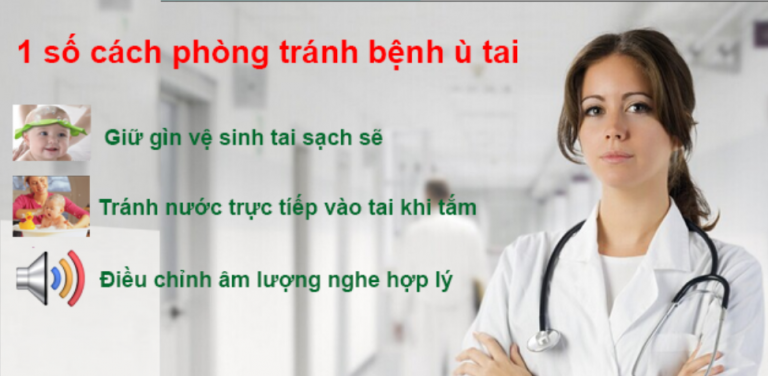 1 số cách phòng tránh bệnh ù tai
Giữ gìn vệ sinh tai sạch sẽ
Tránh nước trực tiếp vào tai khi tắm
Điều chỉnh âm lượng nghe hợp lý